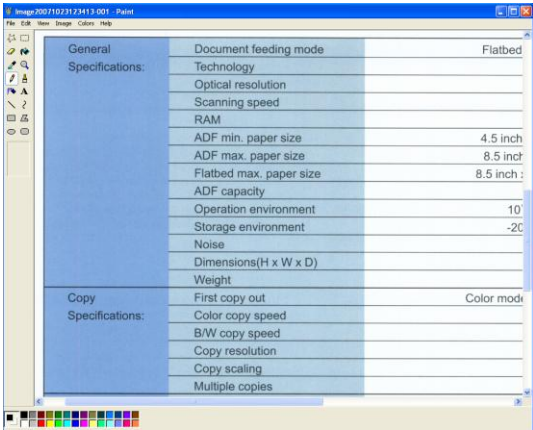 Image20071023123413-001 - Paint
File Edit View Image Colors Help
General Document feeding mode Flatbed
Specifications: Technology
Optical resolution
Scanning speed
RAM
ADF min. paper size 4.5 inch
ADF max. paper size 8.5 inch
Flatbed max. paper size 8.5 inch
ADF capacity
Operation environment 10
Storage environment -20
Noise
Dimensions(H x W x D)
Weight
Copy First copy out Color mode
Specifications: Color copy speed
B/W copy speed
Copy resolution
Copy scaling
Multiple copies